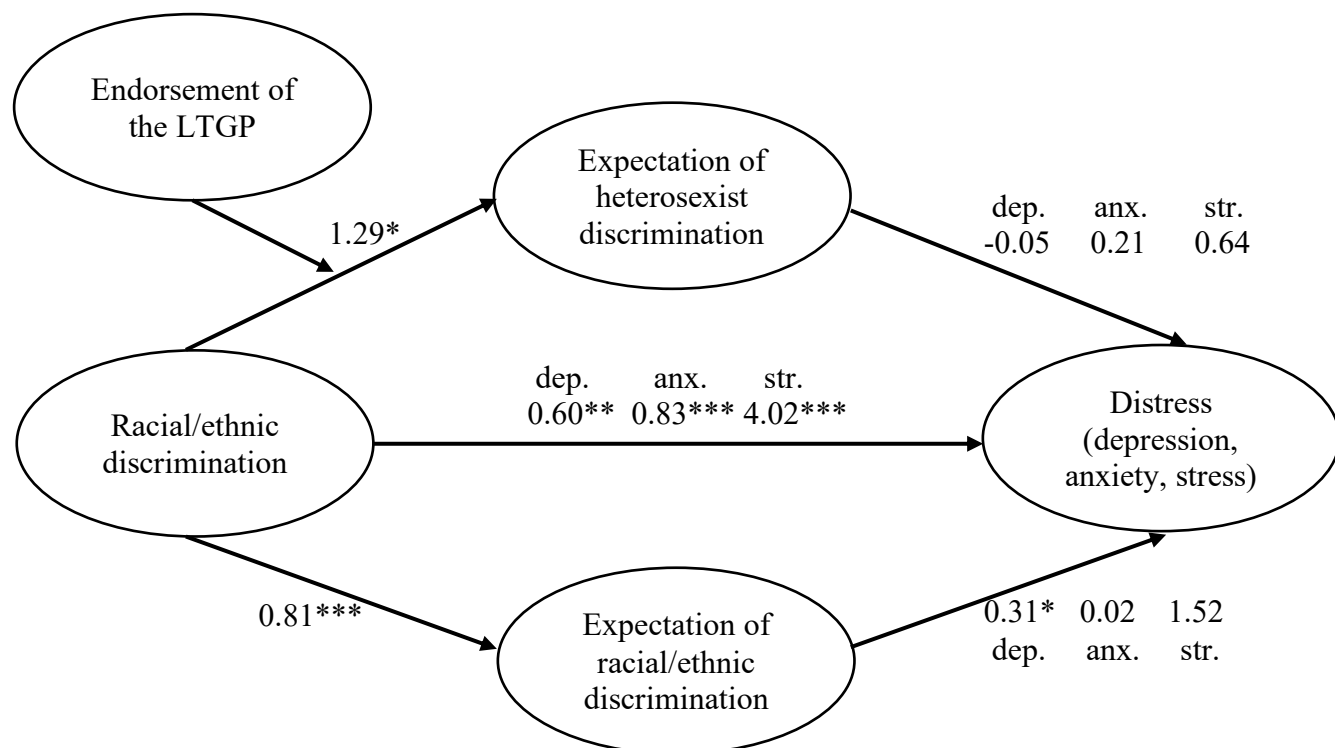 Endorsement of
the LTGP
Expectation of
heterosexist
discrimination
1.29*
dep. anx. str.
-0.05 0.21 0.64
dep. anx. str.
0.60** 0.83*** 4.02***
Racial/ethnic
discrimination
Distress
(depression,
anxiety, stress)
0.81***
Expectation of
racial/ethnic
discrimination
0.31* 0.02 1.52
dep. anx. str.